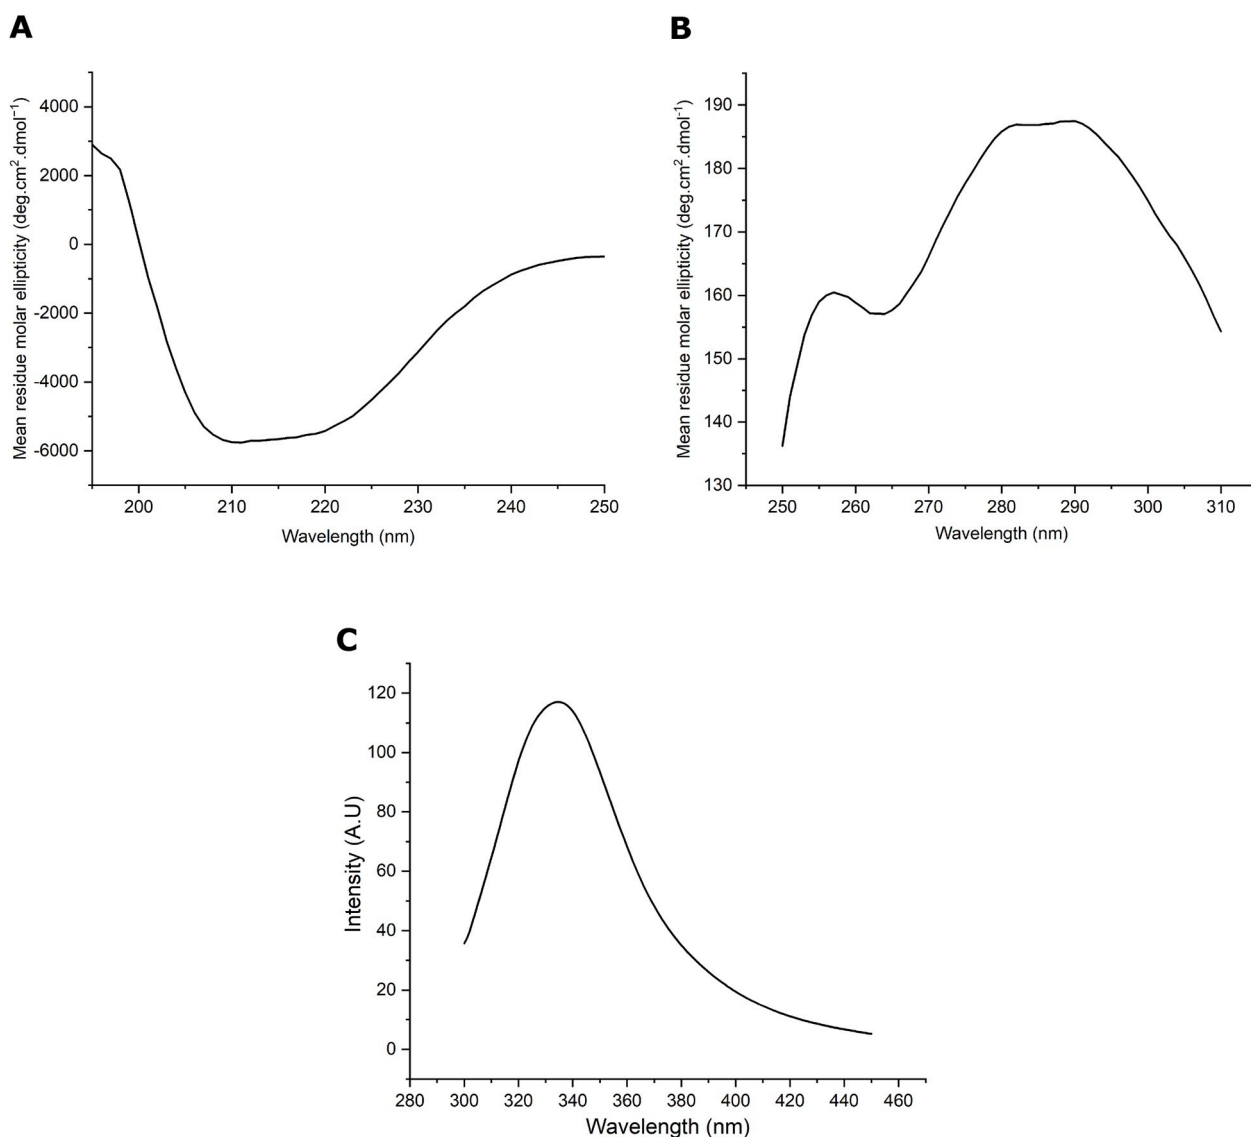 A
Mean residue molar ellipticity (deg.cm².dmol⁻¹)
4000
2000
0
-2000
-4000
-6000
200 210 220 230 240 250
Wavelength (nm)
B
Mean residue molar ellipticity (deg.cm².dmol⁻¹)
190
180
170
160
150
140
130
250 260 270 280 290 300 310
Wavelength (nm)
C
Intensity (A.U)
120
100
80
60
40
20
0
280 300 320 340 360 380 400 420 440 460
Wavelength (nm)